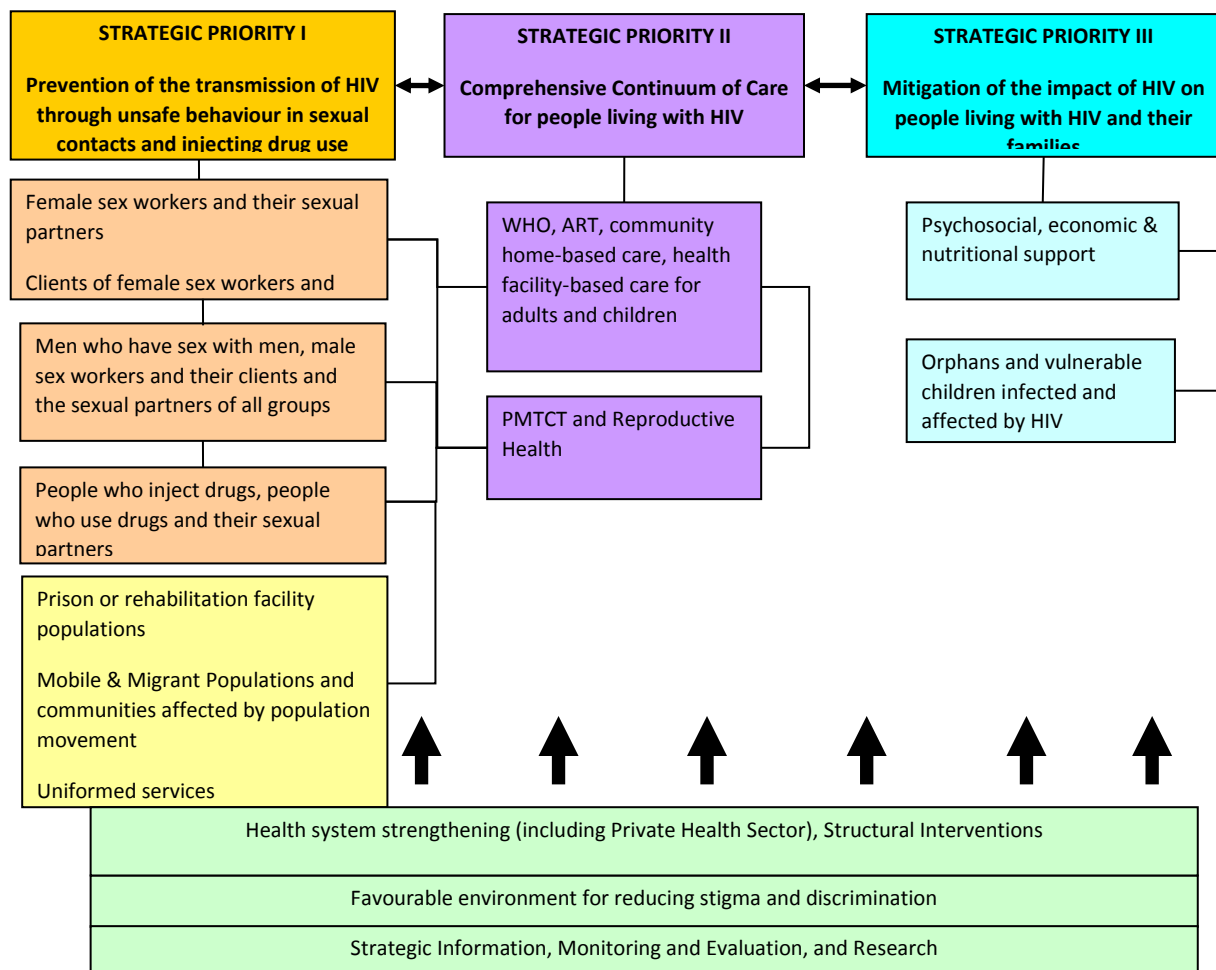 STRATEGIC PRIORITY I
Prevention of the transmission of HIV
through unsafe behaviour in sexual
contacts and injecting drug use
STRATEGIC PRIORITY II
Comprehensive Continuum of Care
for people living with HIV
STRATEGIC PRIORITY III
Mitigation of the impact of HIV on
people living with HIV and their
families
Female sex workers and their sexual
partners
Clients of female sex workers and
Men who have sex with men, male
sex workers and their clients and
the sexual partners of all groups
People who inject drugs, people
who use drugs and their sexual
partners
Prison or rehabilitation facility
populations
Mobile & Migrant Populations and
communities affected by population
movement
Uniformed services
WHO, ART, community
home-based care, health
facility-based care for
adults and children
PMTCT and Reproductive
Health
Psychosocial, economic &
nutritional support
Orphans and vulnerable
children infected and
affected by HIV
Health system strengthening (including Private Health Sector), Structural Interventions
Favourable environment for reducing stigma and discrimination
Strategic Information, Monitoring and Evaluation, and Research